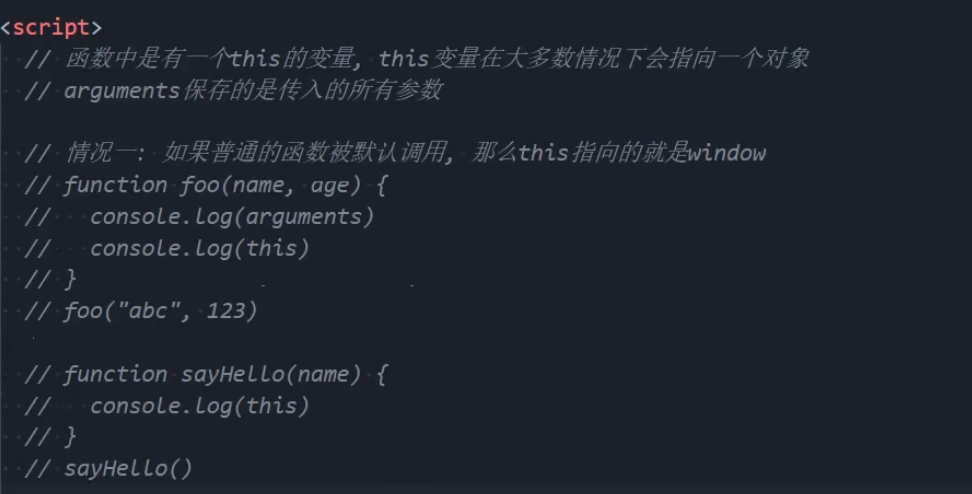 <script>
// 函数中是有一个this的变量, this变量在大多数情况下会指向一个对象
// arguments保存的是传入的所有参数
// 情况一: 如果普通的函数被默认调用, 那么this指向的就是window
// function foo(name, age) {
//   console.log(arguments)
//   console.log(this)
// }
// foo("abc", 123)
// function sayHello(name) {
//   console.log(this)
// }
// sayHello()